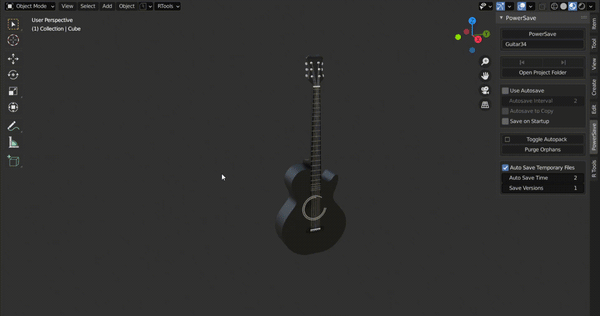 Object Mode View Select Add Object RTools
User Perspective
(1) Collection | Cube
Z
Y
X
PowerSave
PowerSave
Guitar34
Open Project Folder
Use Autosave
Autosave Interval 2
Autosave to Copy
Save on Startup
Toggle Autopack
Purge Orphans
Auto Save Temporary Files
Auto Save Time 2
Save Versions 1
Item
Tool
View
Create
Edit
PowerSave
R Tools